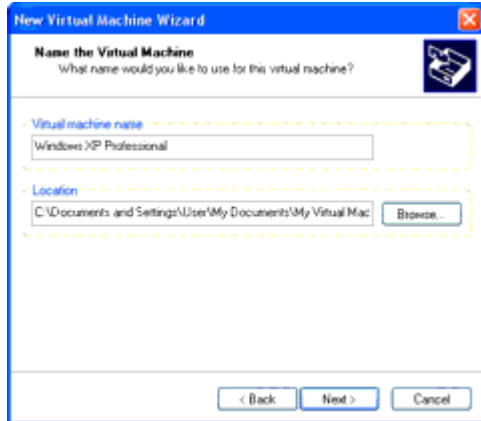 New Virtual Machine Wizard
Name the Virtual Machine
What name would you like to use for this virtual machine?
Virtual machine name
Windows XP Professional
Location
C:\Documents and Settings\User\My Documents\My Virtual Mac
Browse...
< Back
Next >
Cancel